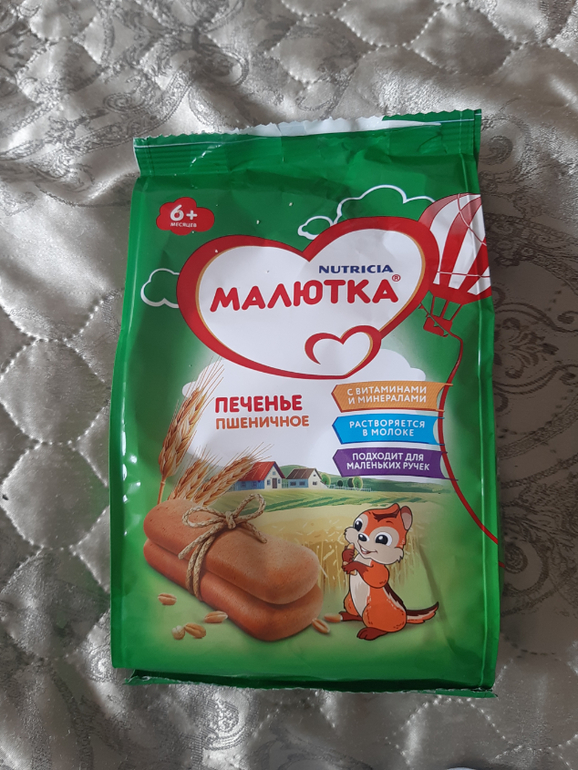 6+
МЕСЯЦЕВ
NUTRICIA
МАЛЮТКА®
ПЕЧЕНЬЕ
ПШЕНИЧНОЕ
С ВИТАМИНАМИ
И МИНЕРАЛАМИ
РАСТВОРЯЕТСЯ
В МОЛОКЕ
ПОДХОДИТ ДЛЯ
МАЛЕНЬКИХ РУЧЕК